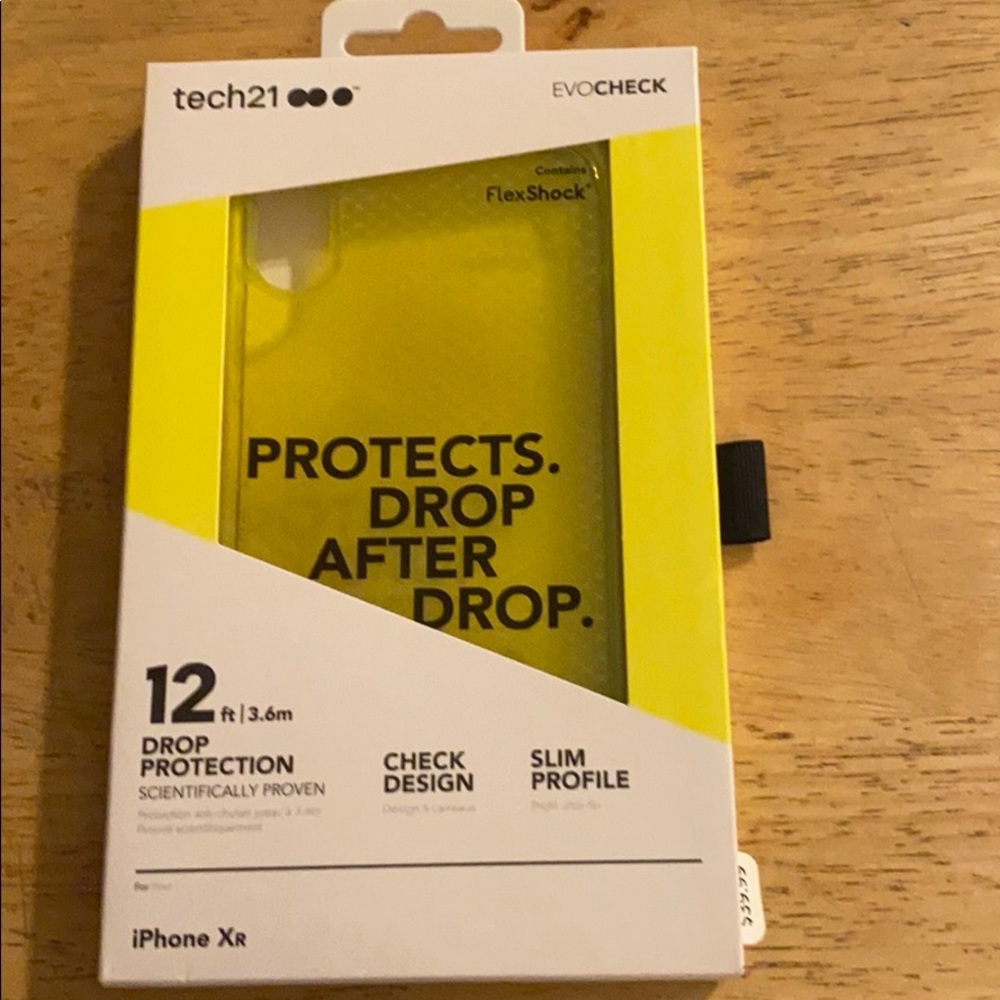 tech21
EVOCHECK
Contains
FlexShock
PROTECTS.
DROP
AFTER
DROP.
12 ft | 3.6m
DROP
PROTECTION
SCIENTIFICALLY PROVEN
CHECK
DESIGN
SLIM
PROFILE
iPhone XR